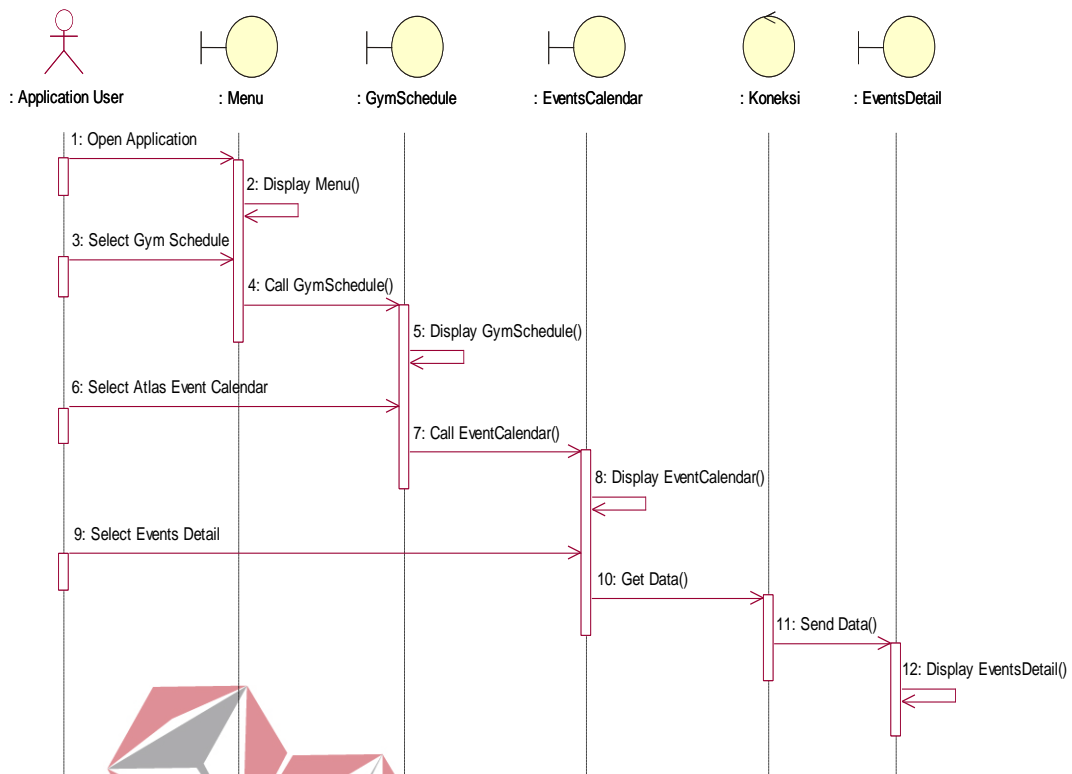 : Application User
: Menu
: GymSchedule
: EventsCalendar
: Koneksi
: EventsDetail
1: Open Application
2: Display Menu()
3: Select Gym Schedule
4: Call GymSchedule()
5: Display GymSchedule()
6: Select Atlas Event Calendar
7: Call EventCalendar()
8: Display EventCalendar()
9: Select Events Detail
10: Get Data()
11: Send Data()
12: Display EventsDetail()